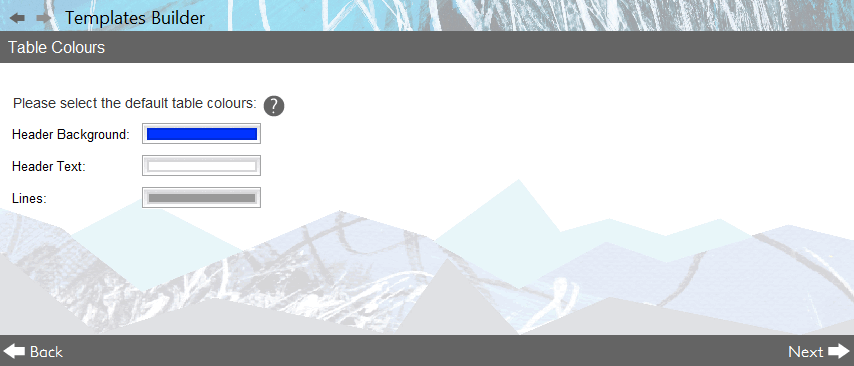 Templates Builder
Table Colours
Please select the default table colours: ?
Header Background:
Header Text:
Lines:
Back
Next